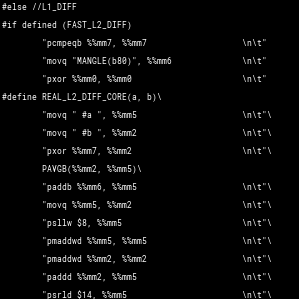 #else //L1_DIFF
#if defined (FAST_L2_DIFF)
"pcmpeqb %%mm7, %%mm7 \n\t"
"movq "MANGLE(b80)", %%mm6 \n\t"
"pxor %%mm0, %%mm0 \n\t"
#define REAL_L2_DIFF_CORE(a, b)\
"movq " #a ", %%mm5 \n\t"\
"movq " #b ", %%mm2 \n\t"\
"pxor %%mm7, %%mm2 \n\t"\
PAVGB(%%mm2, %%mm5)\
"paddb %%mm6, %%mm5 \n\t"\
"movq %%mm5, %%mm2 \n\t"\
"psllw $8, %%mm5 \n\t"\
"pmaddwd %%mm5, %%mm5 \n\t"\
"pmaddwd %%mm2, %%mm2 \n\t"\
"paddd %%mm2, %%mm5 \n\t"\
"psrld $14, %%mm5 \n\t"\